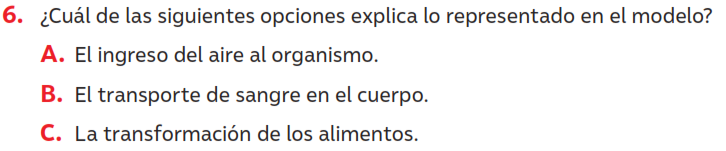 6. ¿Cuál de las siguientes opciones explica lo representado en el modelo?
A. El ingreso del aire al organismo.
B. El transporte de sangre en el cuerpo.
C. La transformación de los alimentos.